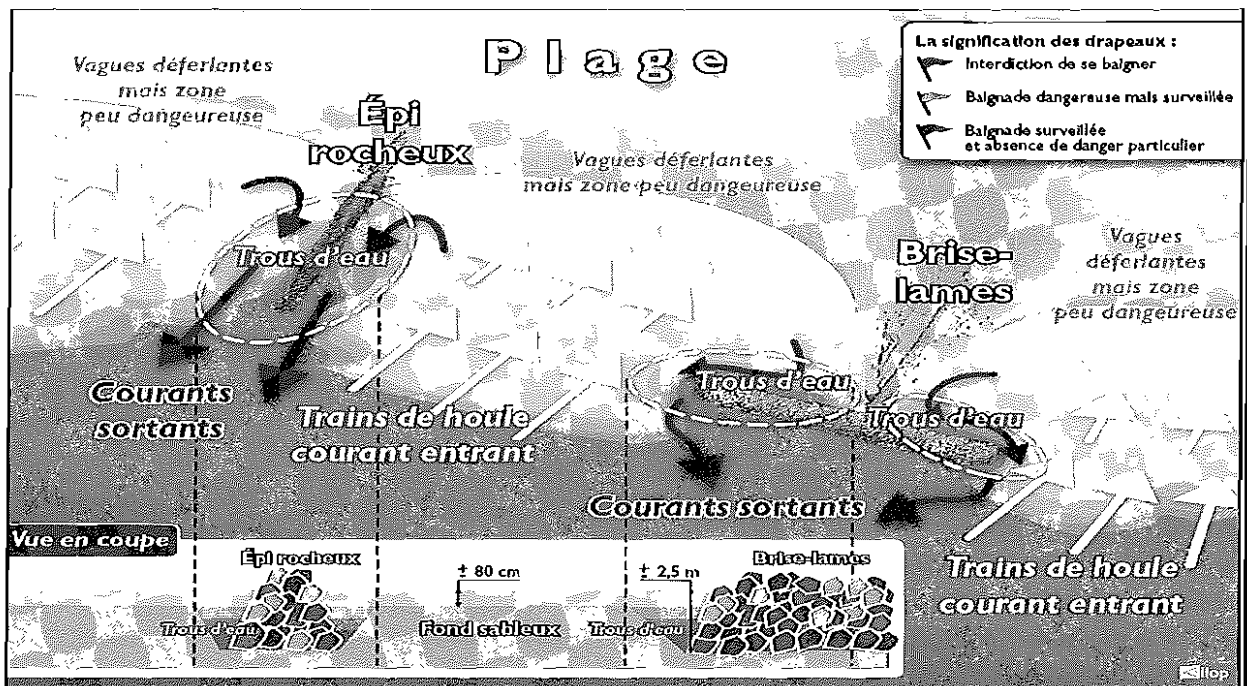 Plage
La signification des drapeaux :
Interdiction de se baigner
Baignade dangereuse mais surveillée
Baignade surveillée
et absence de danger particulier
Vagues déferlantes
mais zone
peu dangeureuse
Épi
rocheux
Vagues déferlantes
mais zone peu dangeureuse
Trous d'eau
Brise-
lames
Vagues
déferlantes
mais zone
peu dangeureuse
Trous d'eau
Trous d'eau
Courants
sortants
Trains de houle
courant entrant
Courants sortants
Trains de houle
courant entrant
Vue en coupe
Épi rocheux
± 80 cm
± 2,5 m
Brise-lames
Trous d'eau
Fond sableux
Trous d'eau